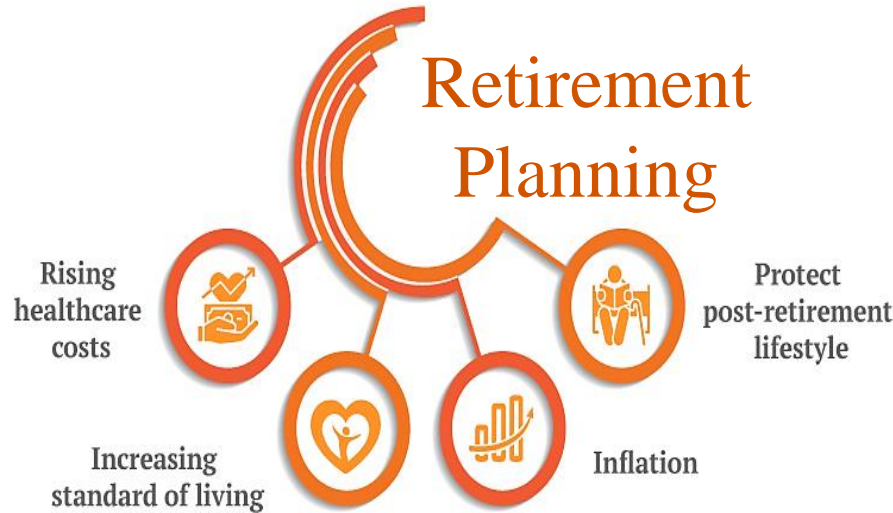 Retirement
Planning
Rising
healthcare
costs
Increasing
standard of living
Inflation
Protect
post-retirement
lifestyle